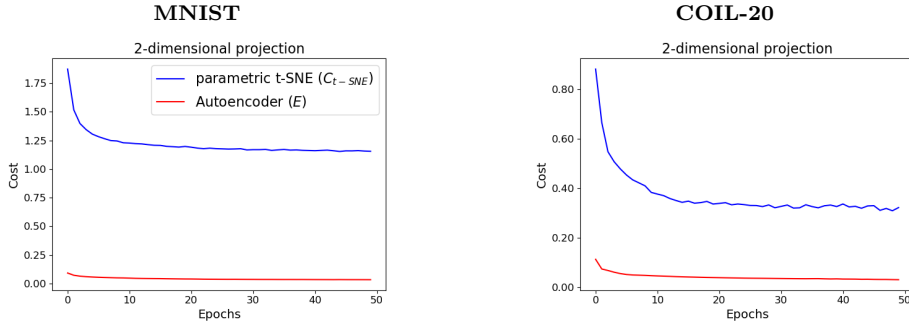 MNIST
2-dimensional projection
Cost
1.75
1.50
1.25
1.00
0.75
0.50
0.25
0.00
parametric t-SNE (C_{t-SNE})
Autoencoder (E)
0 10 20 30 40 50
Epochs
COIL-20
2-dimensional projection
Cost
0.80
0.60
0.40
0.20
0.00
0 10 20 30 40 50
Epochs